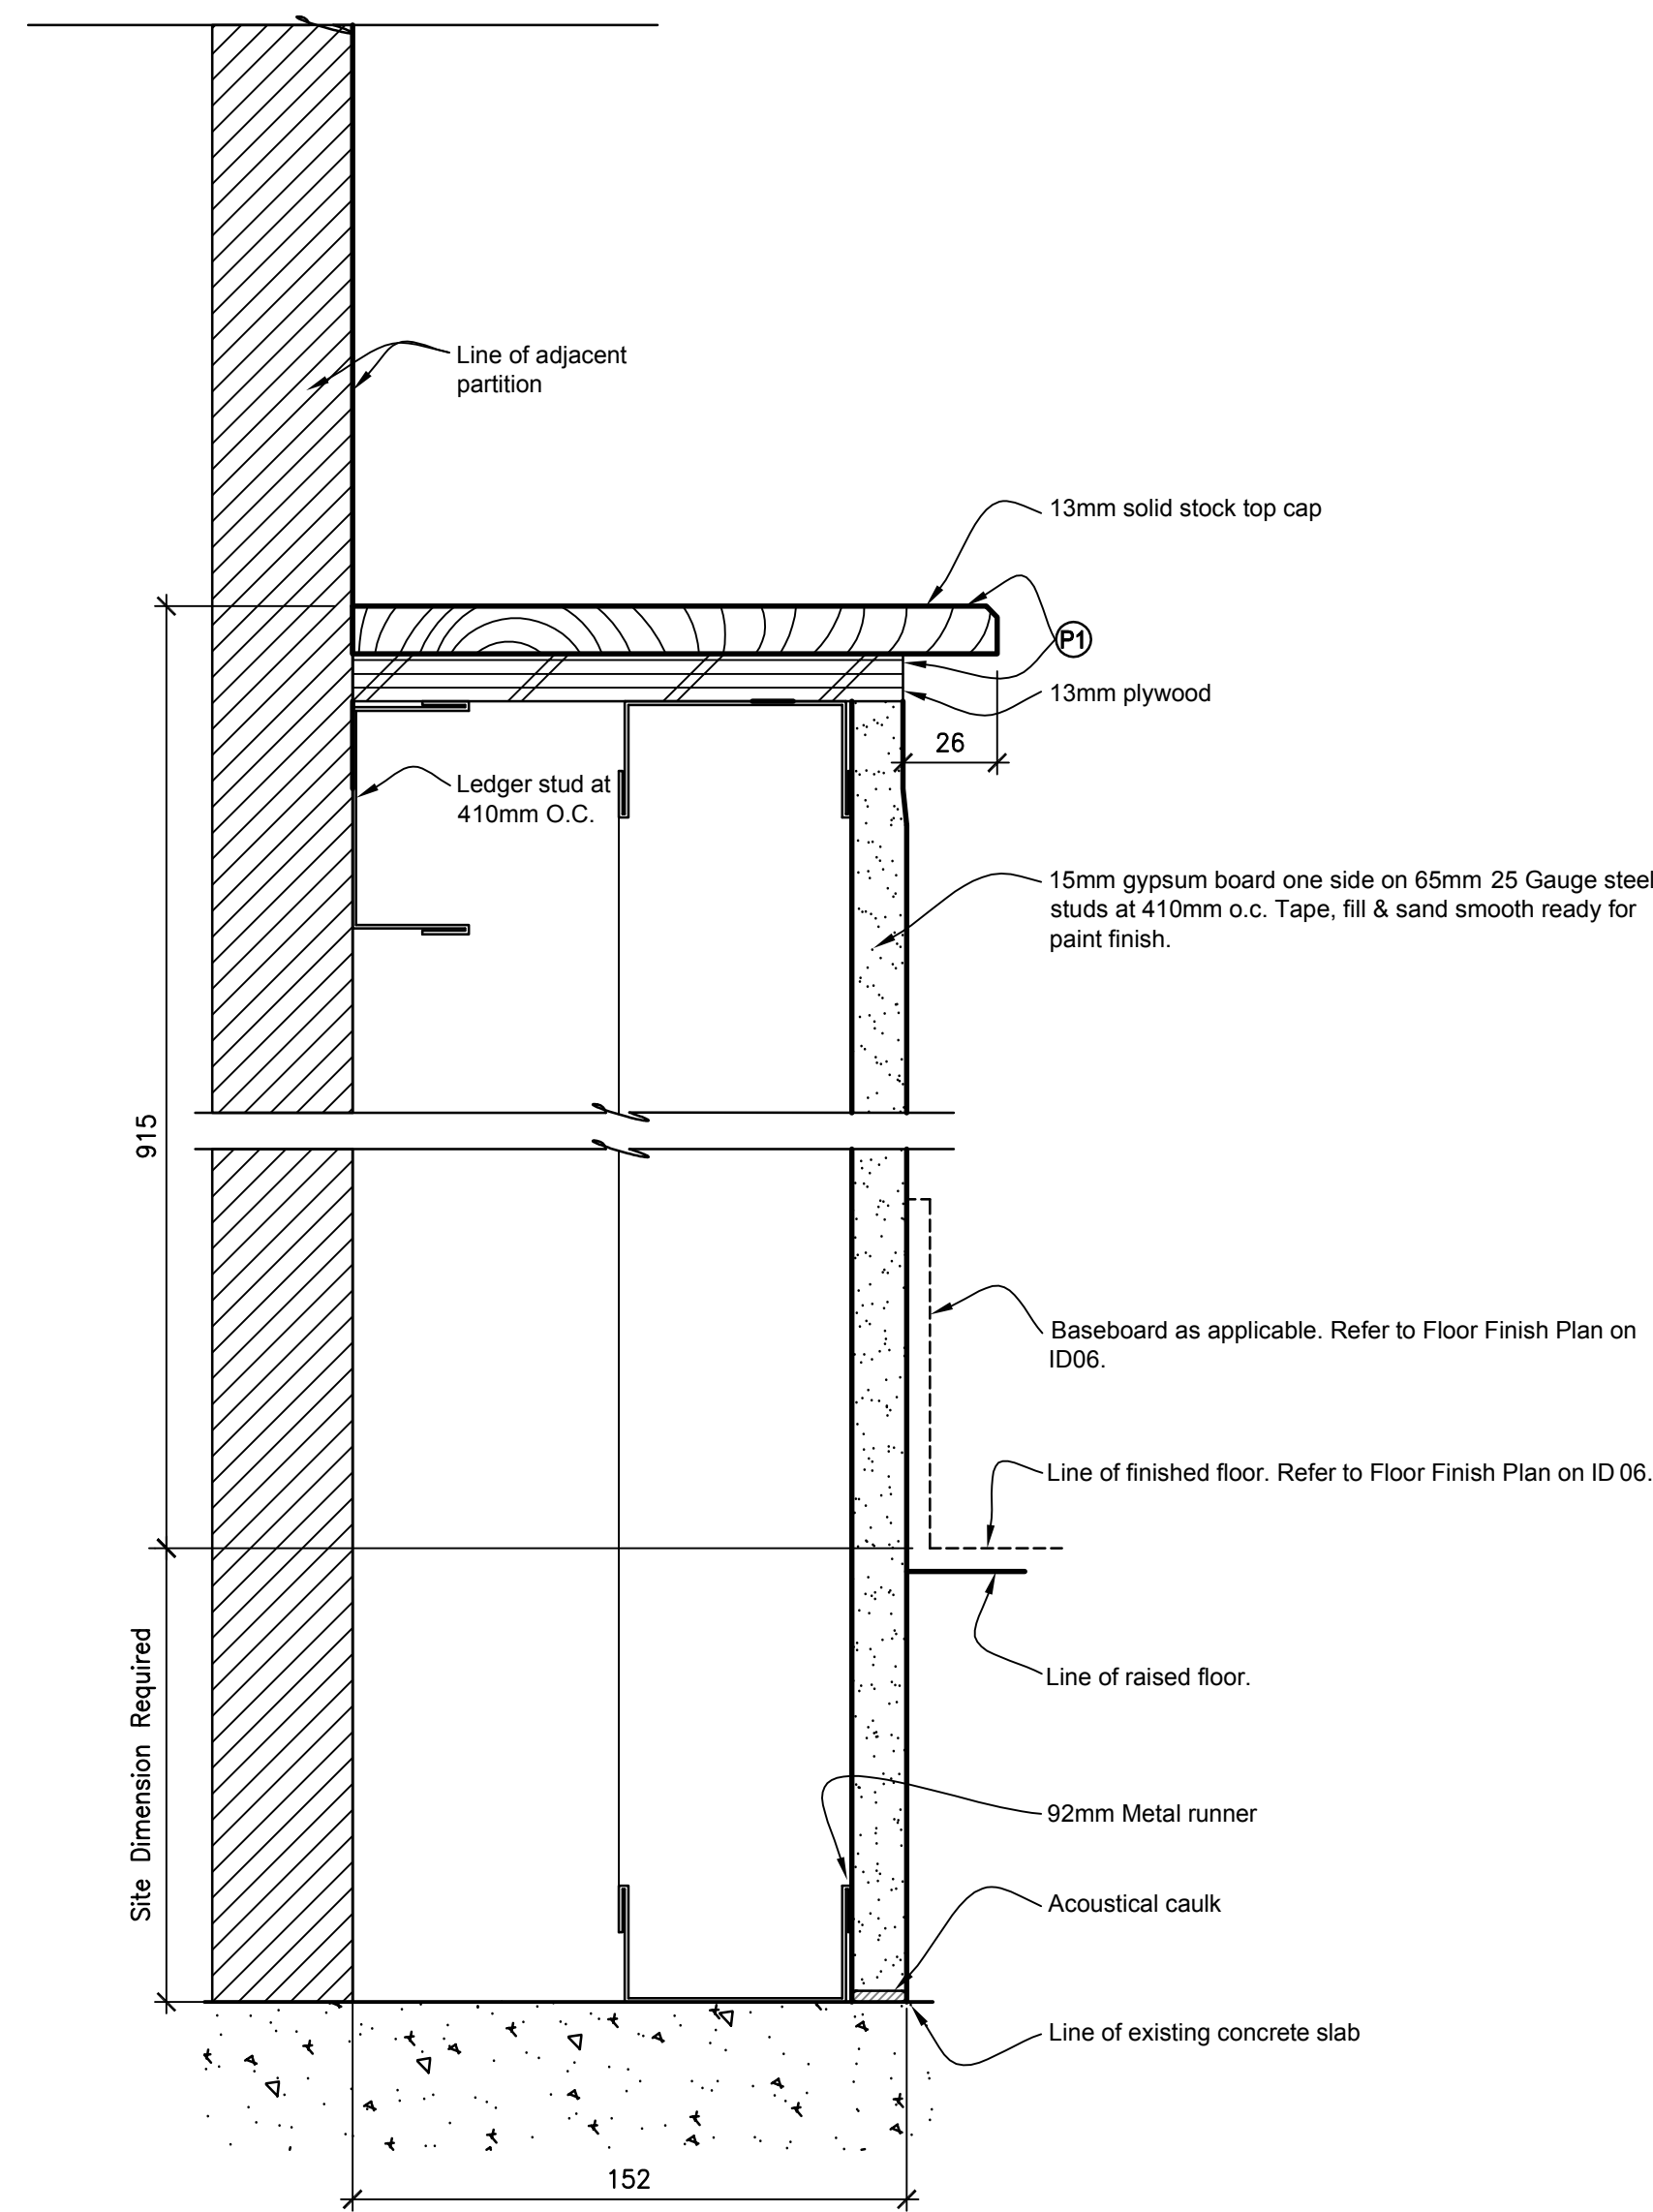 Line of adjacent
partition
13mm solid stock top cap
P1
13mm plywood
26
Ledger stud at
410mm O.C.
15mm gypsum board one side on 65mm 25 Gauge steel
studs at 410mm o.c. Tape, fill & sand smooth ready for
paint finish.
915
Baseboard as applicable. Refer to Floor Finish Plan on
ID06.
Line of finished floor. Refer to Floor Finish Plan on ID 06.
Line of raised floor.
Site Dimension Required
92mm Metal runner
Acoustical caulk
Line of existing concrete slab
152